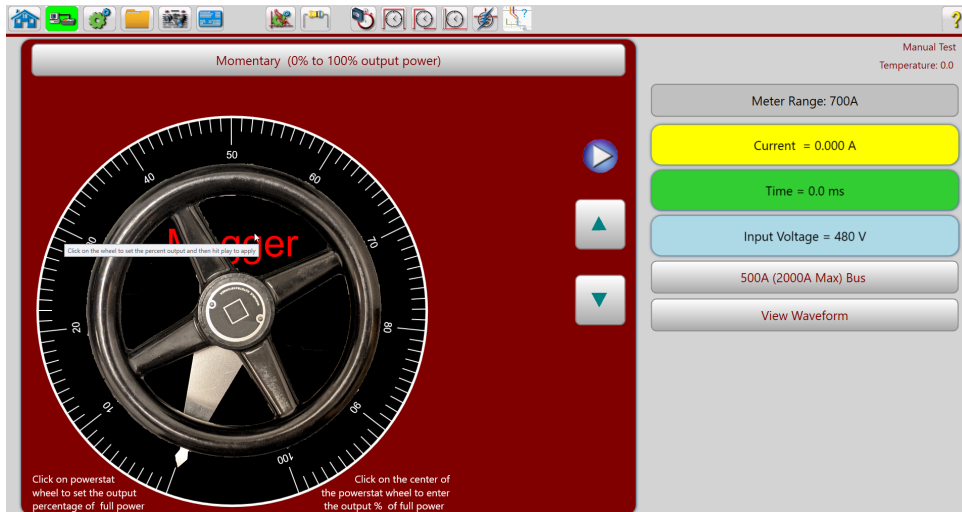 ?
?
Manual Test
Temperature: 0.0
Momentary (0% to 100% output power)
Meter Range: 700A
Current = 0.000 A
Time = 0.0 ms
Input Voltage = 480 V
500A (2000A Max) Bus
View Waveform
50
40
60
70
Click on the wheel to set the percent output and then hit play to apply
20
80
10
90
100
Click on powerstat
wheel to set the output
percentage of full power
Click on the center of
the powerstat wheel to enter
the output % of full power